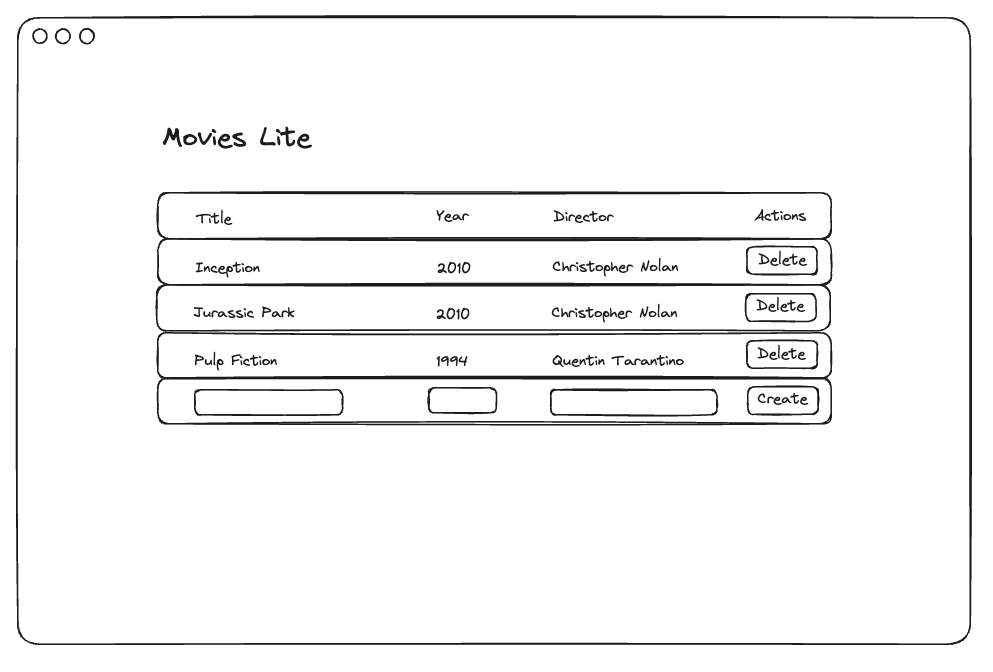 Movies Lite
Title Year Director Actions
Inception 2010 Christopher Nolan Delete
Jurassic Park 2010 Christopher Nolan Delete
Pulp Fiction 1994 Quentin Tarantino Delete
Create